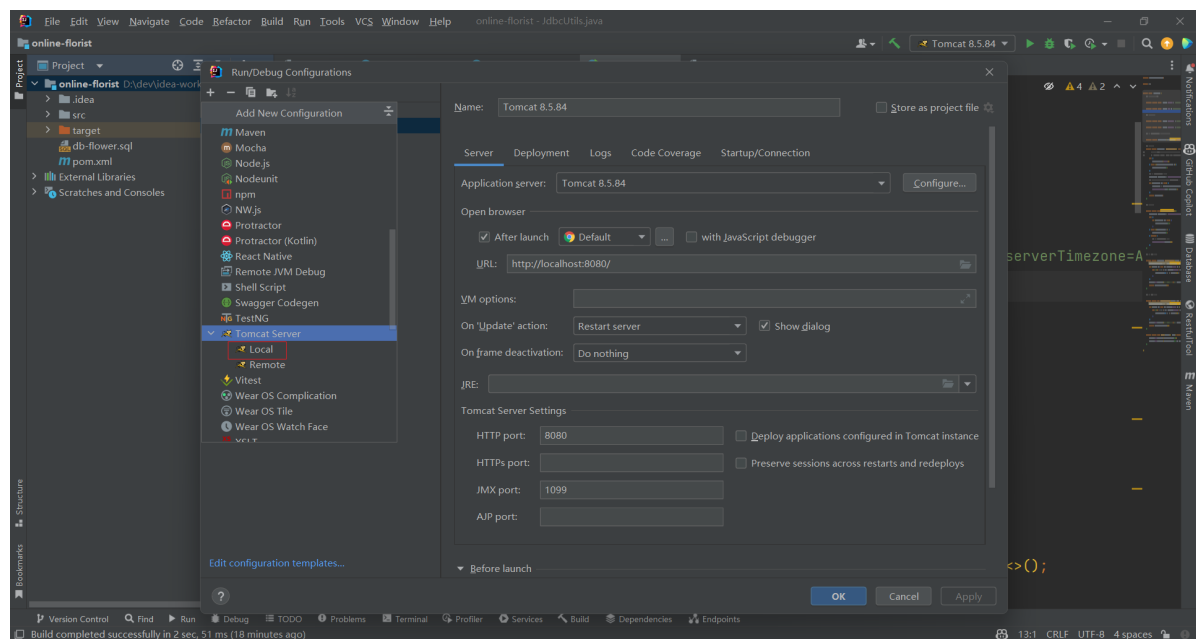 File Edit View Navigate Code Refactor Build Run Tools VCS Window Help online-florist - JdbcUtils.java
online-florist
Tomcat 8.5.84
Project
Project
online-florist D:\dev\idea-work
.idea
src
target
db-flower.sql
pom.xml
External Libraries
Scratches and Consoles
Structure
Bookmarks
Run/Debug Configurations
Add New Configuration
Maven
Mocha
Node.js
Nodeunit
npm
NW.js
Protractor
Protractor (Kotlin)
React Native
Remote JVM Debug
Shell Script
Swagger Codegen
TestNG
Tomcat Server
Local
Remote
Vitest
Wear OS Complication
Wear OS Tile
Wear OS Watch Face
XSLT
Edit configuration templates...
?
Name: Tomcat 8.5.84
Store as project file
Server Deployment Logs Code Coverage Startup/Connection
Application server: Tomcat 8.5.84 Configure...
Open browser
After launch Default ... with JavaScript debugger
URL: http://localhost:8080/
VM options:
On 'Update' action: Restart server Show dialog
On frame deactivation: Do nothing
JRE:
Tomcat Server Settings
HTTP port: 8080 Deploy applications configured in Tomcat instance
HTTPs port: Preserve sessions across restarts and redeploys
JMX port: 1099
AJP port:
Before launch
OK Cancel Apply
4 2
serverTimezone=A
<>();
Notifications
GitHub Copilot
Database
RestfulTool
Maven
Version Control Find Run Debug TODO Problems Terminal Profiler Services Build Dependencies Endpoints
Build completed successfully in 2 sec, 51 ms (18 minutes ago) 13:1 CRLF UTF-8 4 spaces